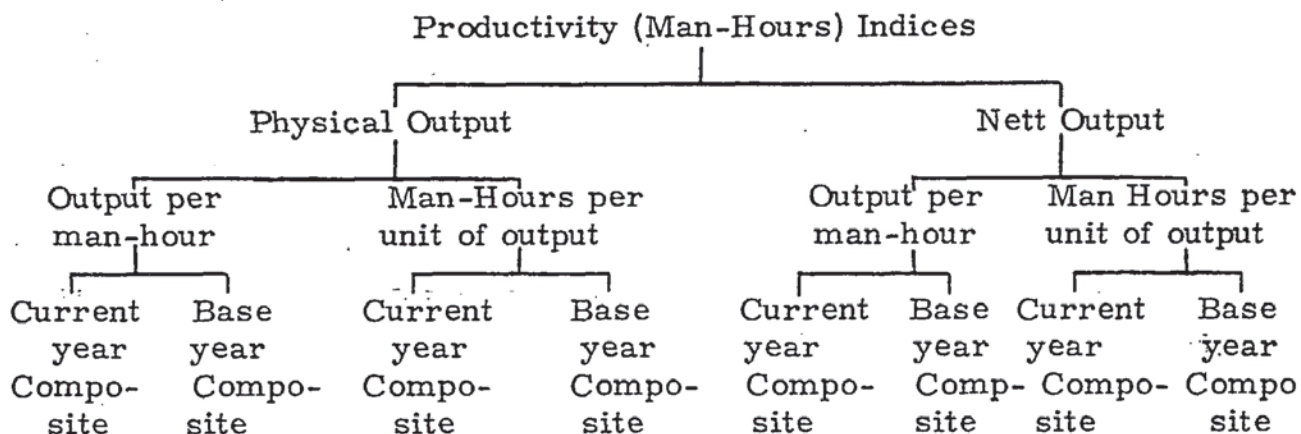 Productivity (Man-Hours) Indices
Physical Output Nett Output
Output per Man-Hours per Output per Man Hours per
man-hour unit of output man-hour unit of output
Current Base Current Base Current Base Current Base
year year year year year year year year
Compo- Compo- Compo- Compo- Compo- Comp- Compo- Compo
site site site site site site site site